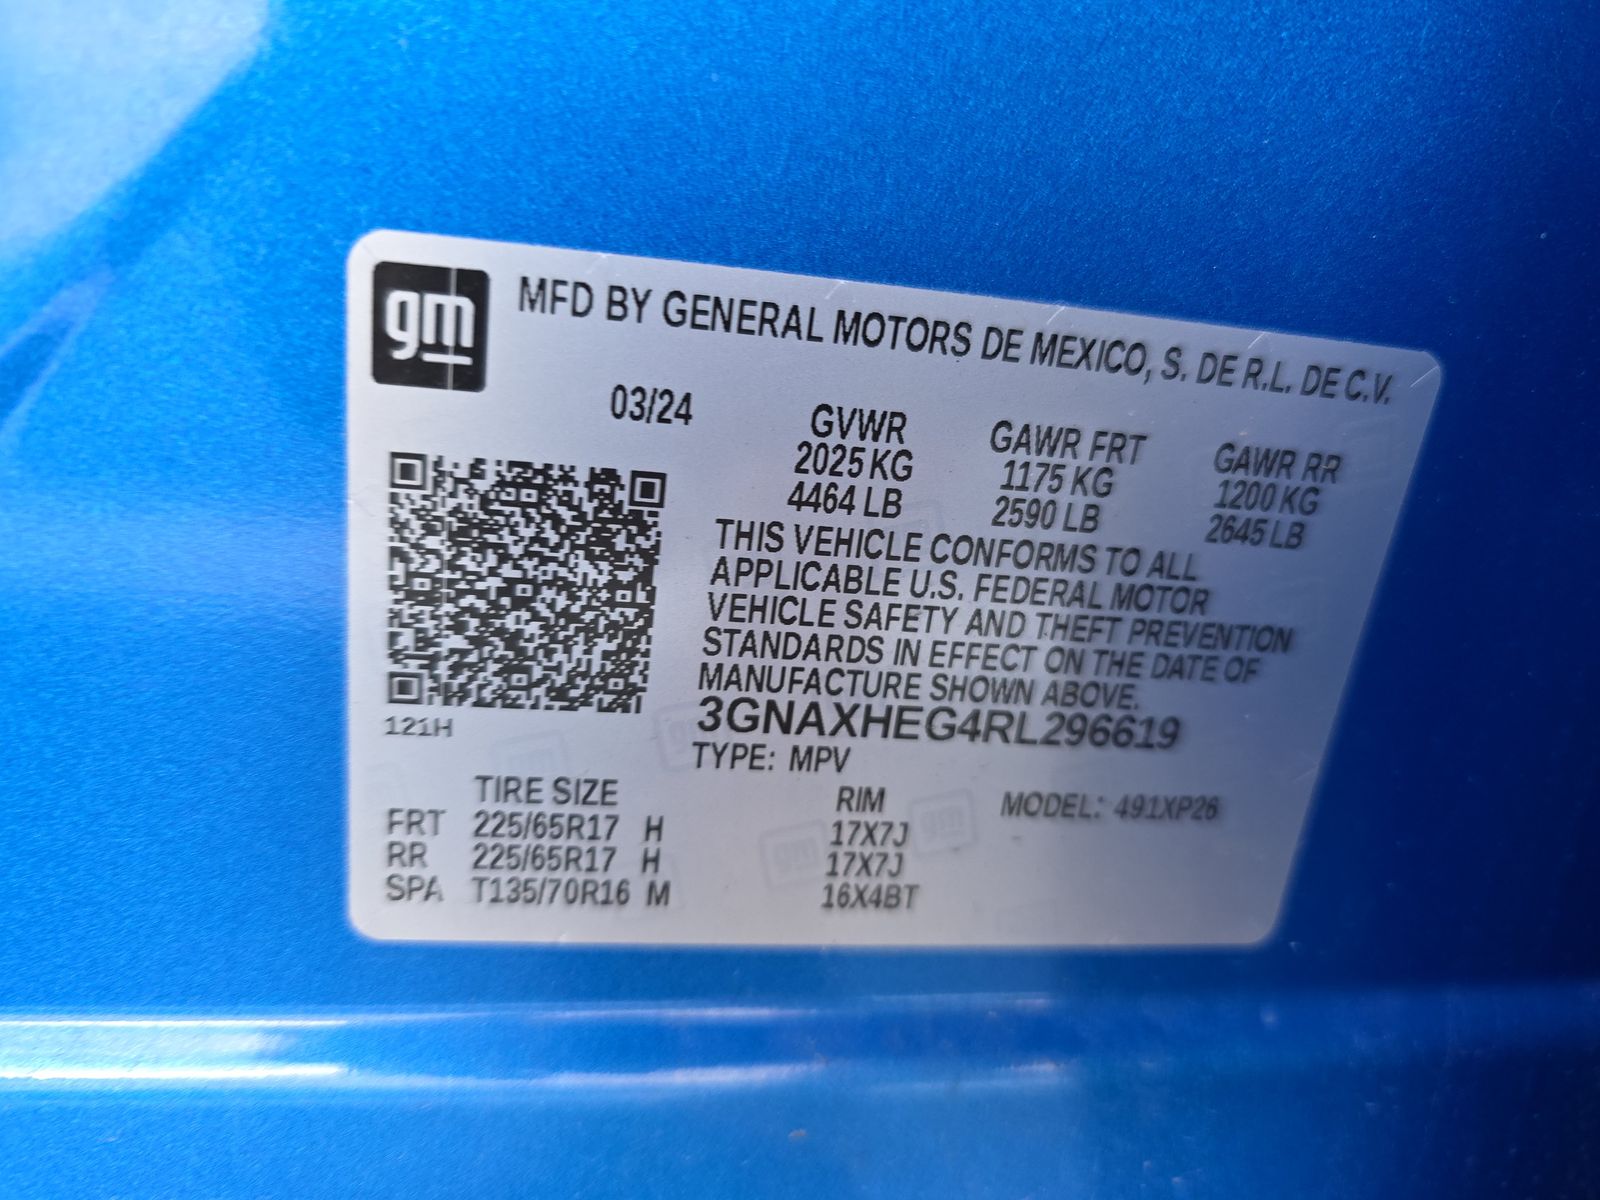 gm
MFD BY GENERAL MOTORS DE MEXICO, S. DE R.L. DE C.V.
03/24
GVWR GAWR FRT GAWR RR
2025 KG 1175 KG 1200 KG
4464 LB 2590 LB 2645 LB
THIS VEHICLE CONFORMS TO ALL
APPLICABLE U.S. FEDERAL MOTOR
VEHICLE SAFETY AND THEFT PREVENTION
STANDARDS IN EFFECT ON THE DATE OF
MANUFACTURE SHOWN ABOVE.
3GNAXHEG4RL296619
121H
TYPE: MPV
TIRE SIZE RIM MODEL: 491XP26
FRT 225/65R17 H 17X7J
RR 225/65R17 H 17X7J
SPA T135/70R16 M 16X4BT